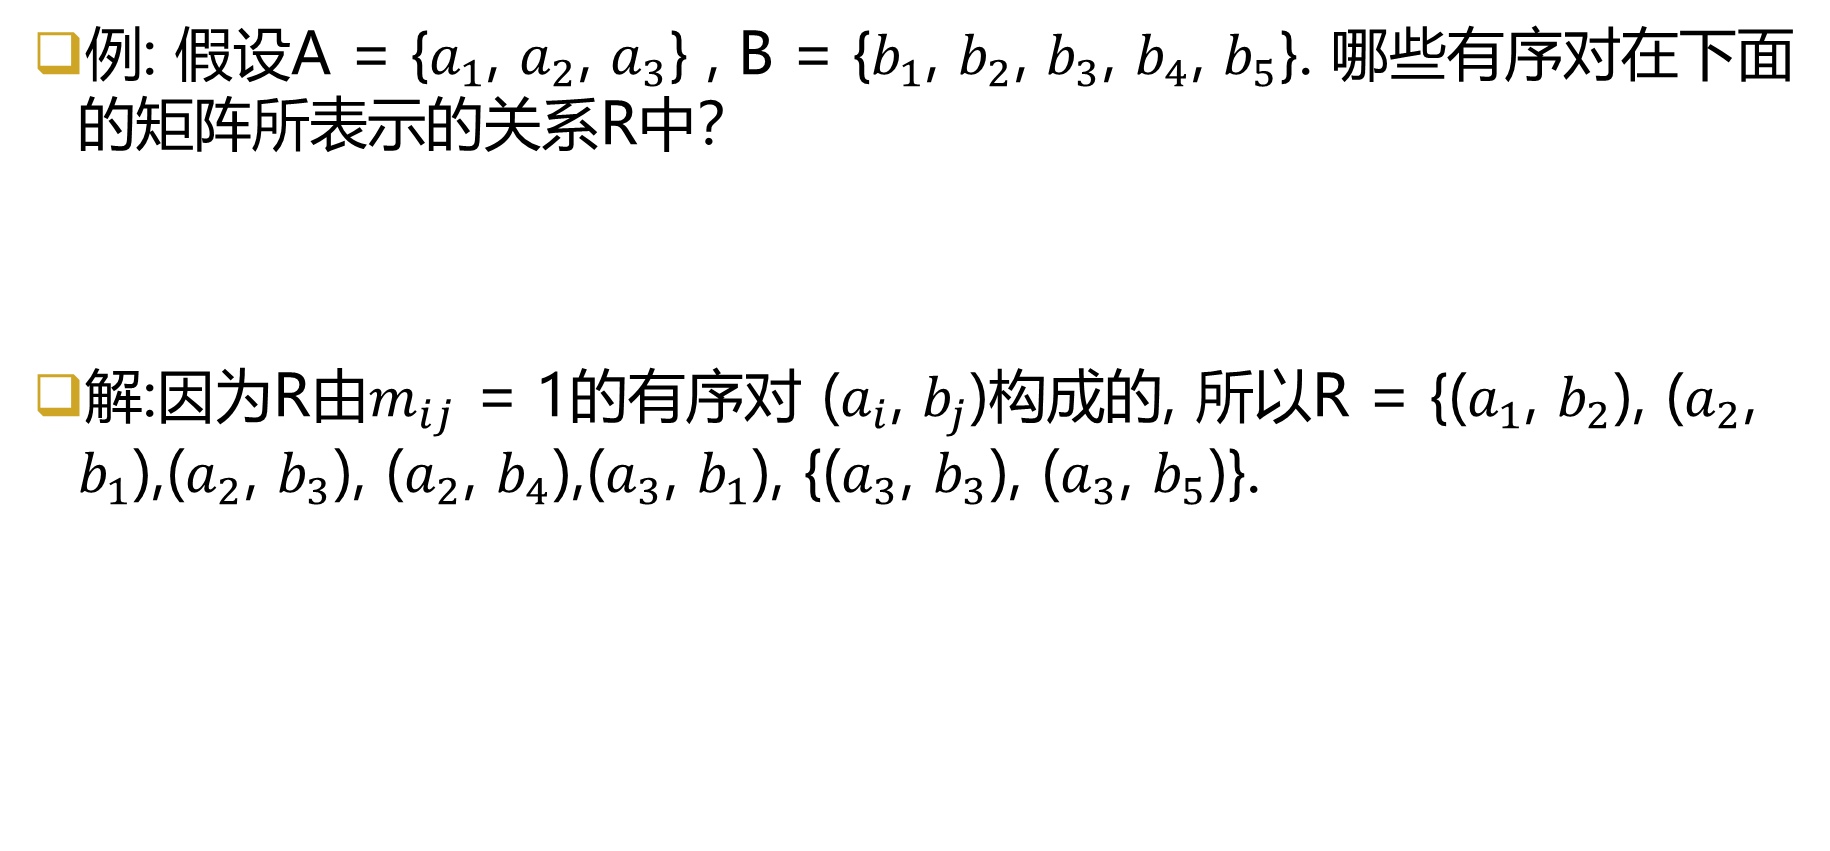 例: 假设A = {a₁, a₂, a₃} , B = {b₁, b₂, b₃, b₄, b₅}. 哪些有序对在下面
的矩阵所表示的关系R中?
解:因为R由mᵢⱼ = 1的有序对 (aᵢ, bⱼ)构成的, 所以R = {(a₁, b₂), (a₂,
b₁),(a₂, b₃), (a₂, b₄),(a₃, b₁), {(a₃, b₃), (a₃, b₅)}.